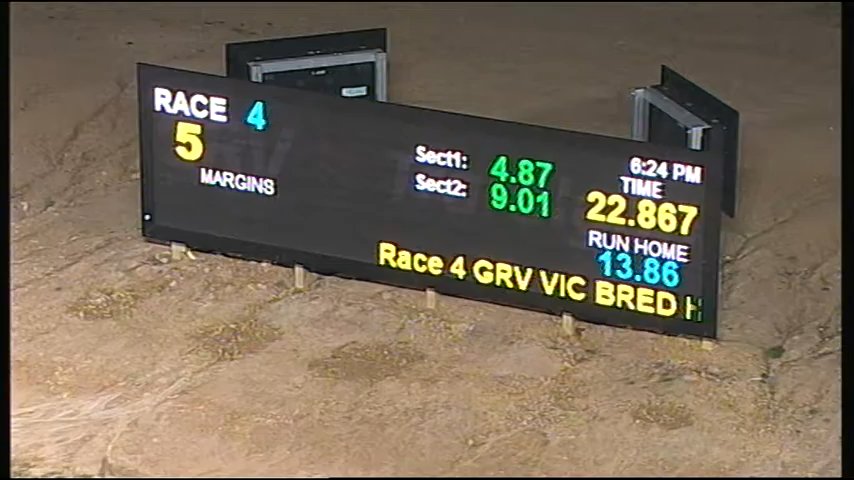 RACE 4
5
MARGINS
Sect1: 4.87
Sect2: 9.01
6:24 PM
TIME
22.867
RUN HOME
13.86
Race 4 GRV VIC BRED H